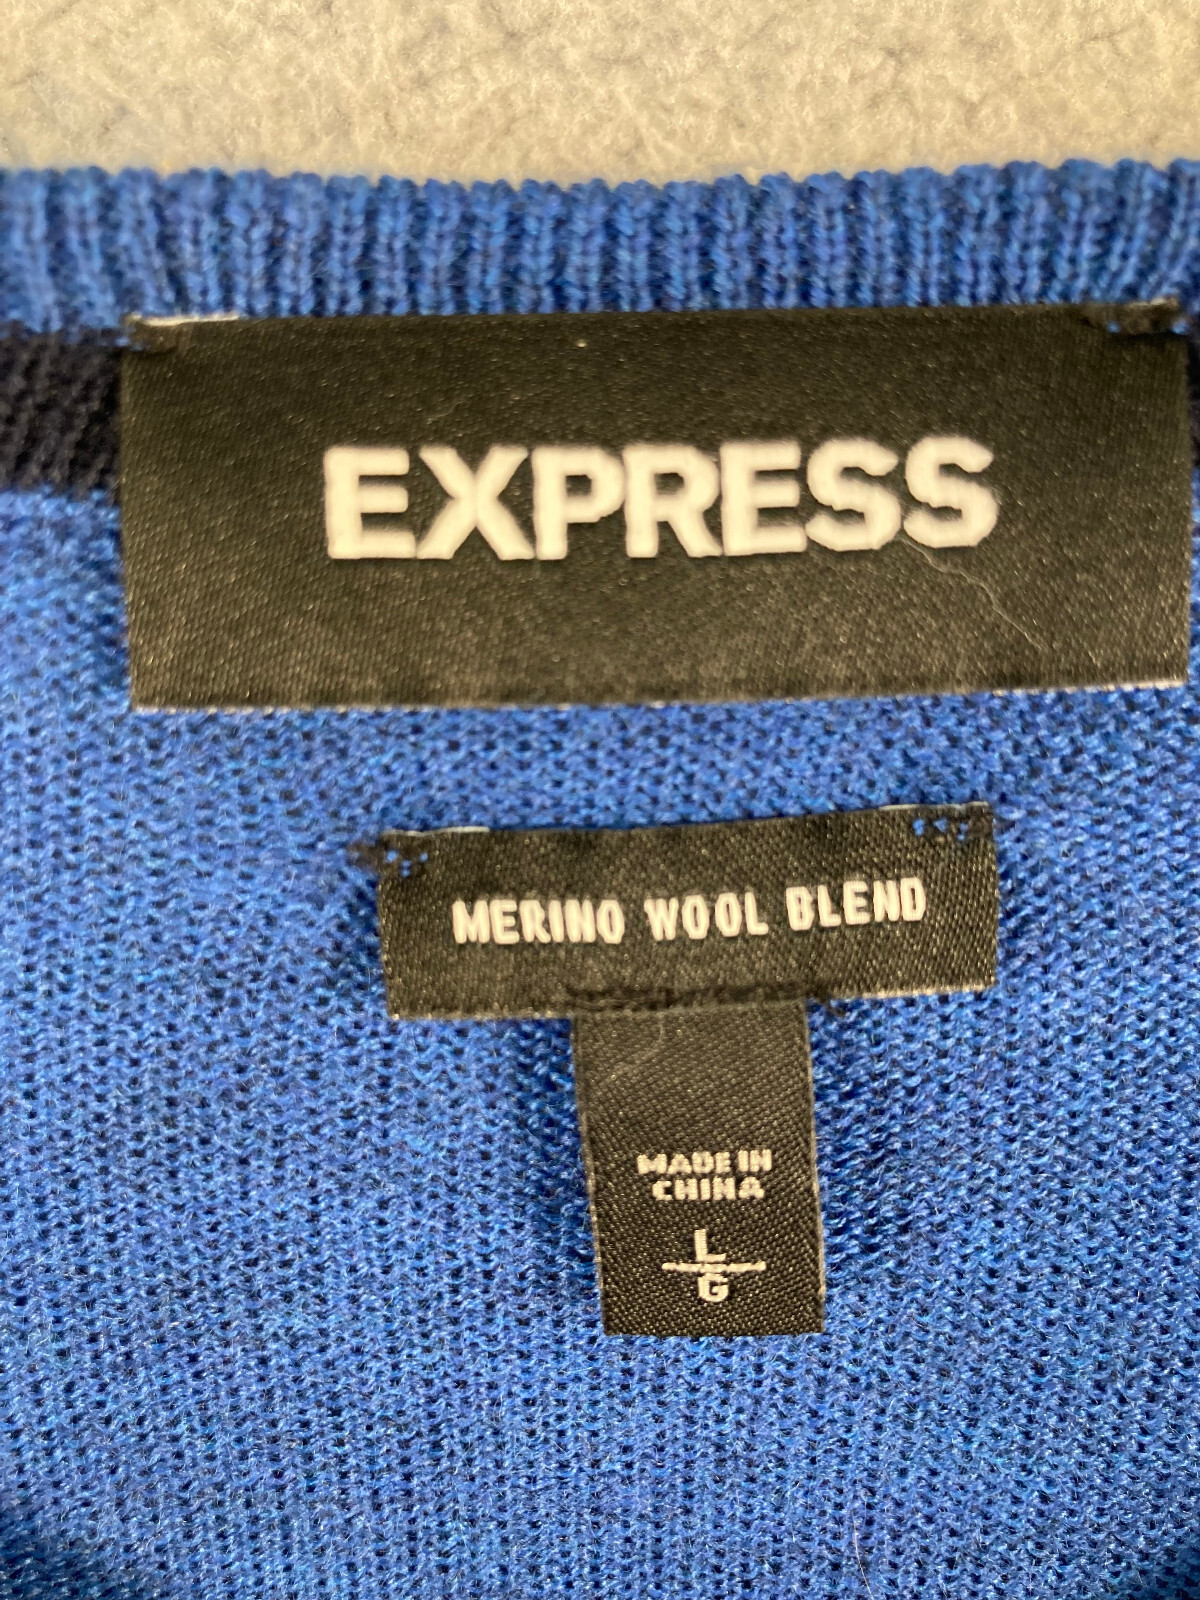 EXPRESS
MERINO WOOL BLEND
MADE IN
CHINA
L
G